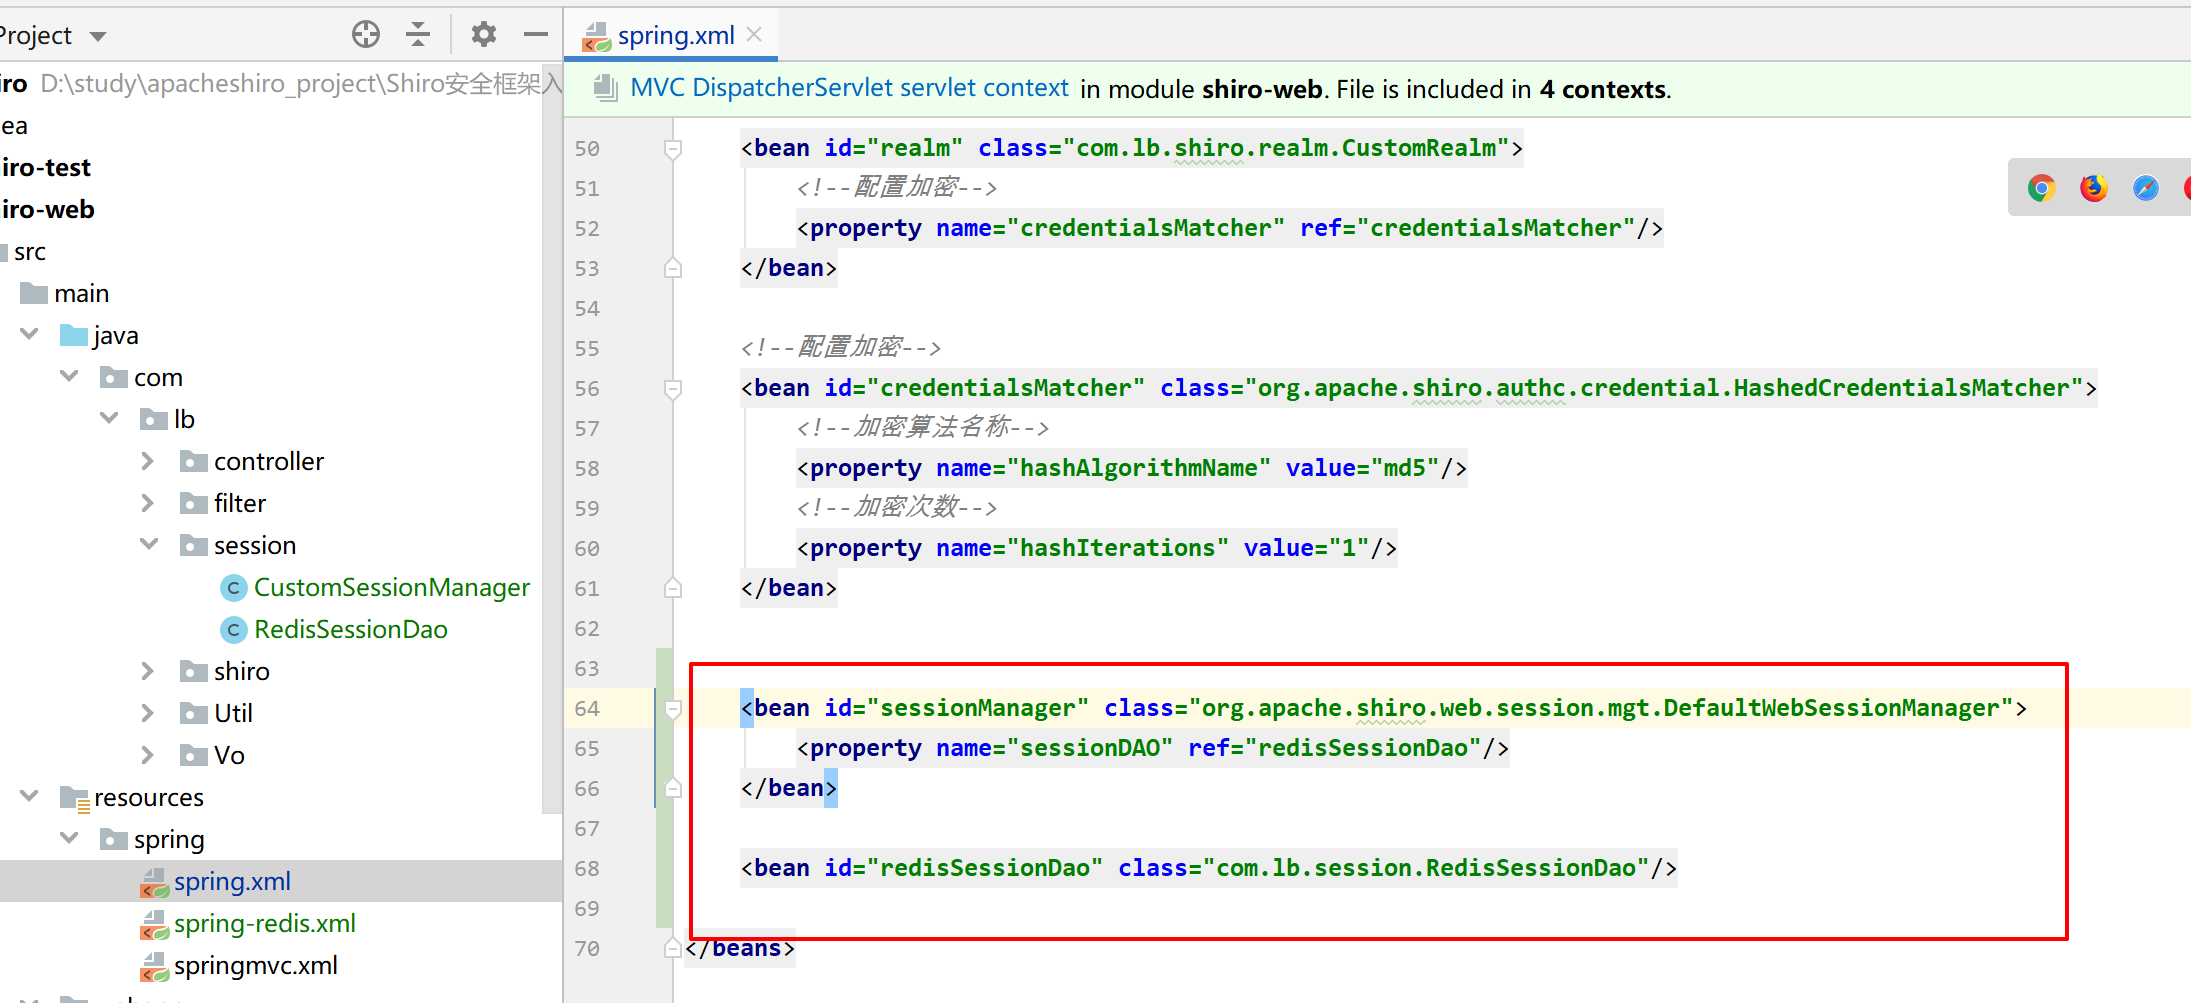 Project
iro D:\study\apacheshiro_project\Shiro安全框架入
ea
iro-test
iro-web
src
main
java
com
lb
controller
filter
session
CustomSessionManager
RedisSessionDao
shiro
Util
Vo
resources
spring
spring.xml
spring-redis.xml
springmvc.xml
spring.xml
MVC DispatcherServlet servlet context in module shiro-web. File is included in 4 contexts.
50 <bean id="realm" class="com.lb.shiro.realm.CustomRealm">
51 <!--配置加密-->
52 <property name="credentialsMatcher" ref="credentialsMatcher"/>
53 </bean>
54
55 <!--配置加密-->
56 <bean id="credentialsMatcher" class="org.apache.shiro.authc.credential.HashedCredentialsMatcher">
57 <!--加密算法名称-->
58 <property name="hashAlgorithmName" value="md5"/>
59 <!--加密次数-->
60 <property name="hashIterations" value="1"/>
61 </bean>
62
63
64 <bean id="sessionManager" class="org.apache.shiro.web.session.mgt.DefaultWebSessionManager">
65 <property name="sessionDAO" ref="redisSessionDao"/>
66 </bean>
67
68 <bean id="redisSessionDao" class="com.lb.session.RedisSessionDao"/>
69
70 </beans>